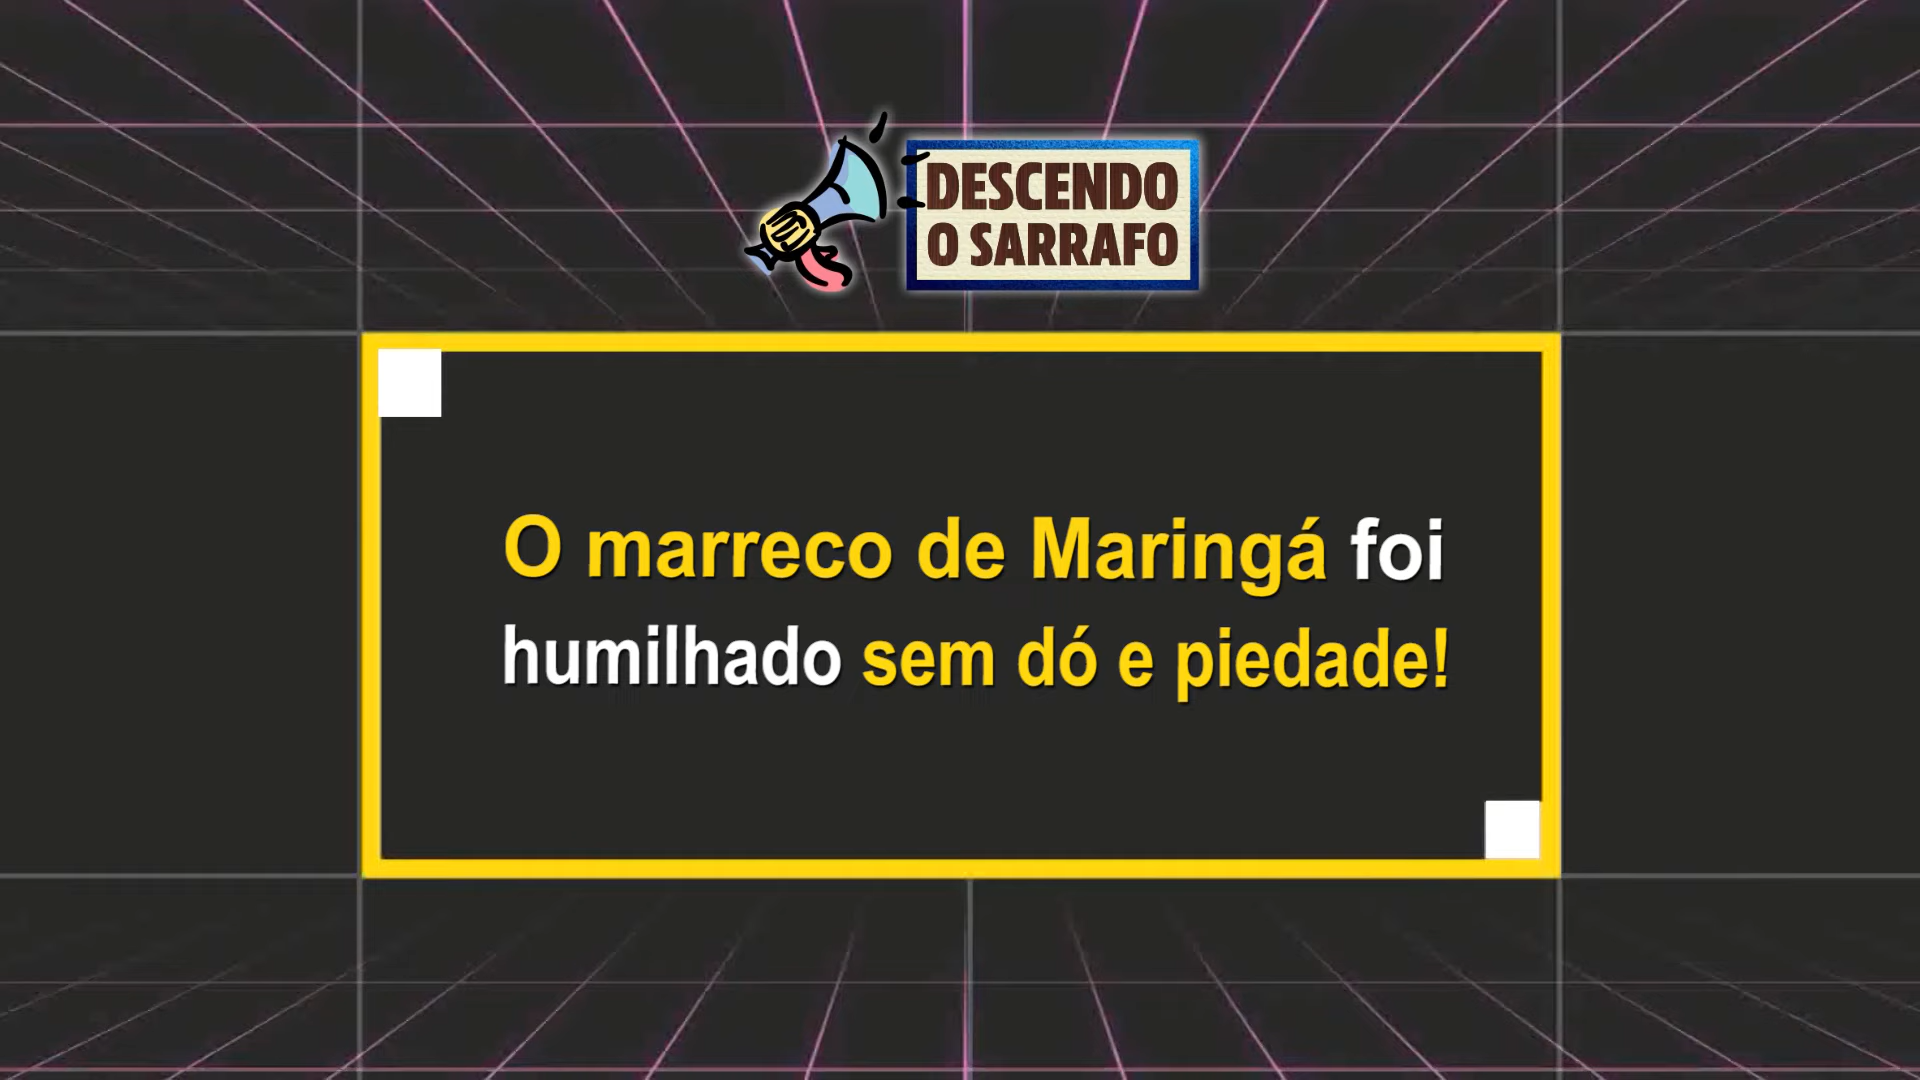 DESCENDO
O SARRAFO
O marreco de Maringá foi
humilhado sem dó e piedade!